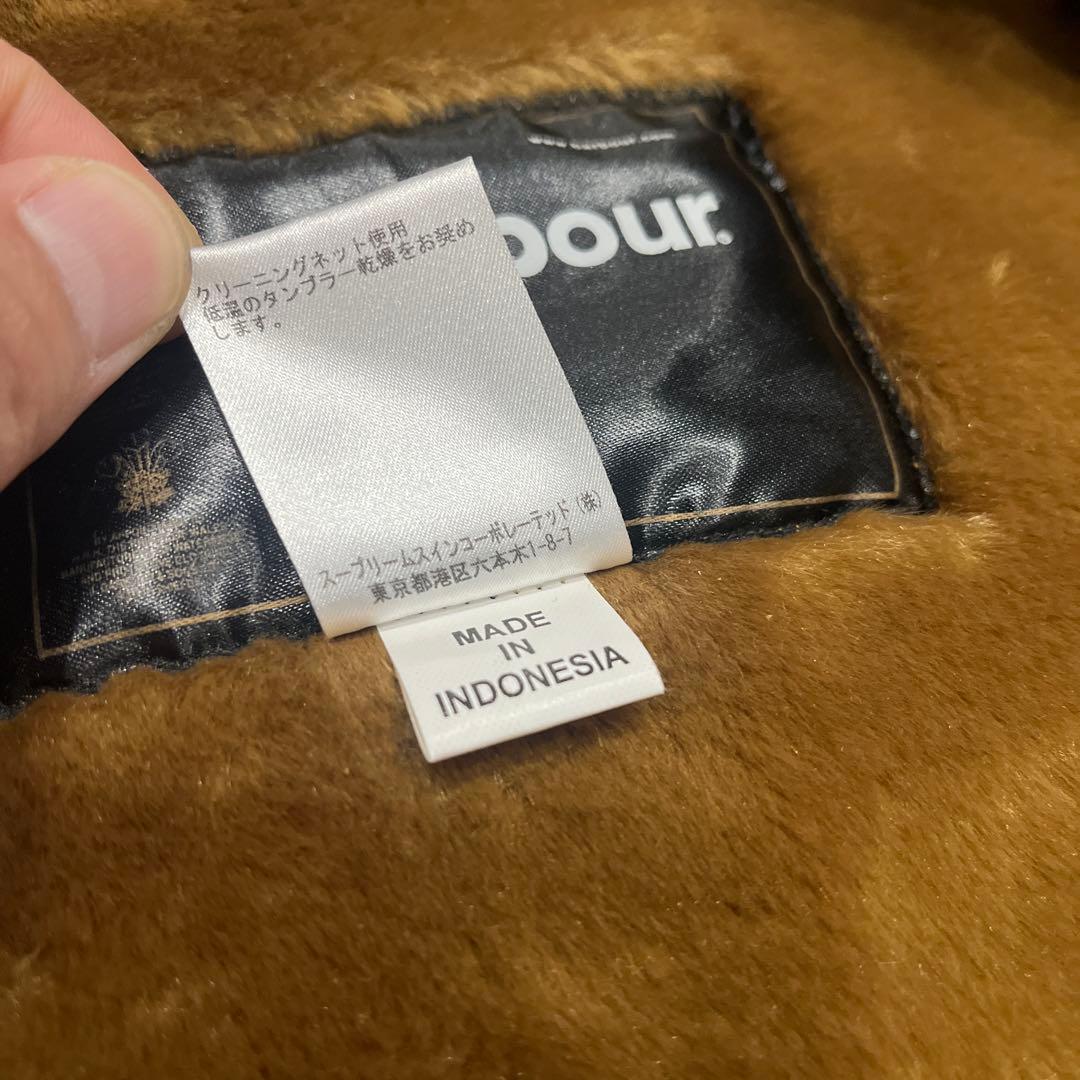 bour.
クリーニングネット使用
低温のタンブラー乾燥をお奨め
します。
スープリームスインコーポレーテッド（株）
東京都港区六本木1-8-7
MADE
IN
INDONESIA